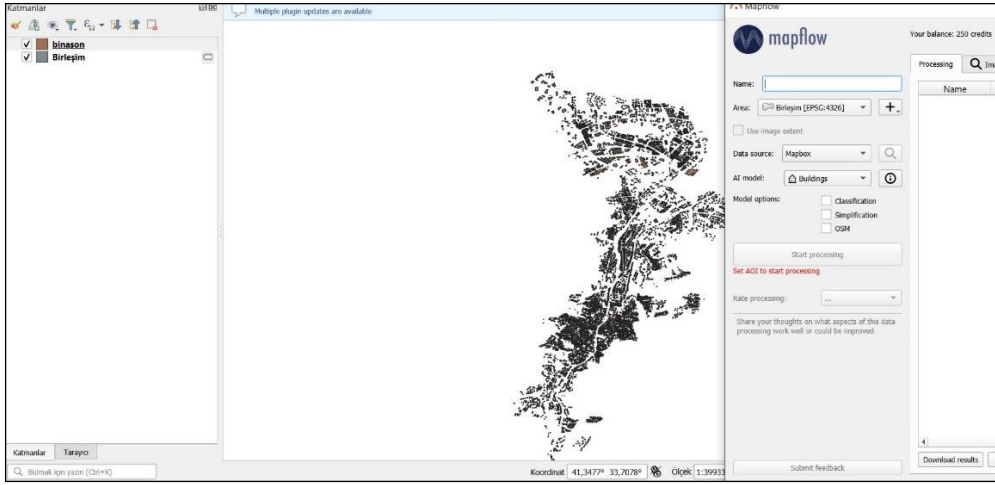 Katmanlar
binason
Birleşim
Katmanlar
Tarayıcı
Bulmak için yazın (Ctrl+K)
Multiple plugin updates are available
Koordinat 41,3477° 33,7078°
Ölçek 1:39933
Mapflow
mapflow
Your balance: 250 credits
Name:
Area: Birleşim [EPSG:4326]
Use image extent
Data source: Mapbox
AI model: Buildings
Model options:
Classification
Simplification
OSM
Start processing
Set AOI to start processing
Rate processing: ...
Share your thoughts on what aspects of this data
processing work well or could be improved
Submit feedback
Processing
Name
Download results